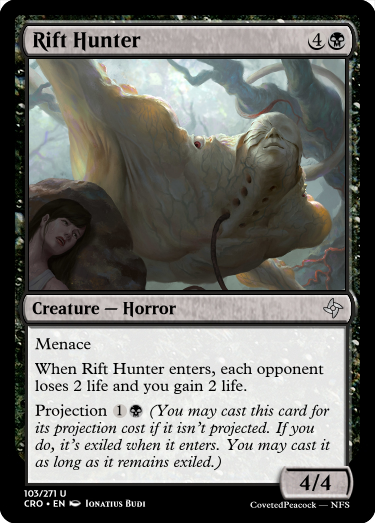 Rift Hunter 4
Creature — Horror
Menace
When Rift Hunter enters, each opponent
loses 2 life and you gain 2 life.
Projection 1 (You may cast this card for
its projection cost if it isn't projected. If you
do, it's exiled when it enters. You may cast it
as long as it remains exiled.)
4/4
103/271 U
CRO • EN Ionatius Budi
CovetedPeacock — NFS